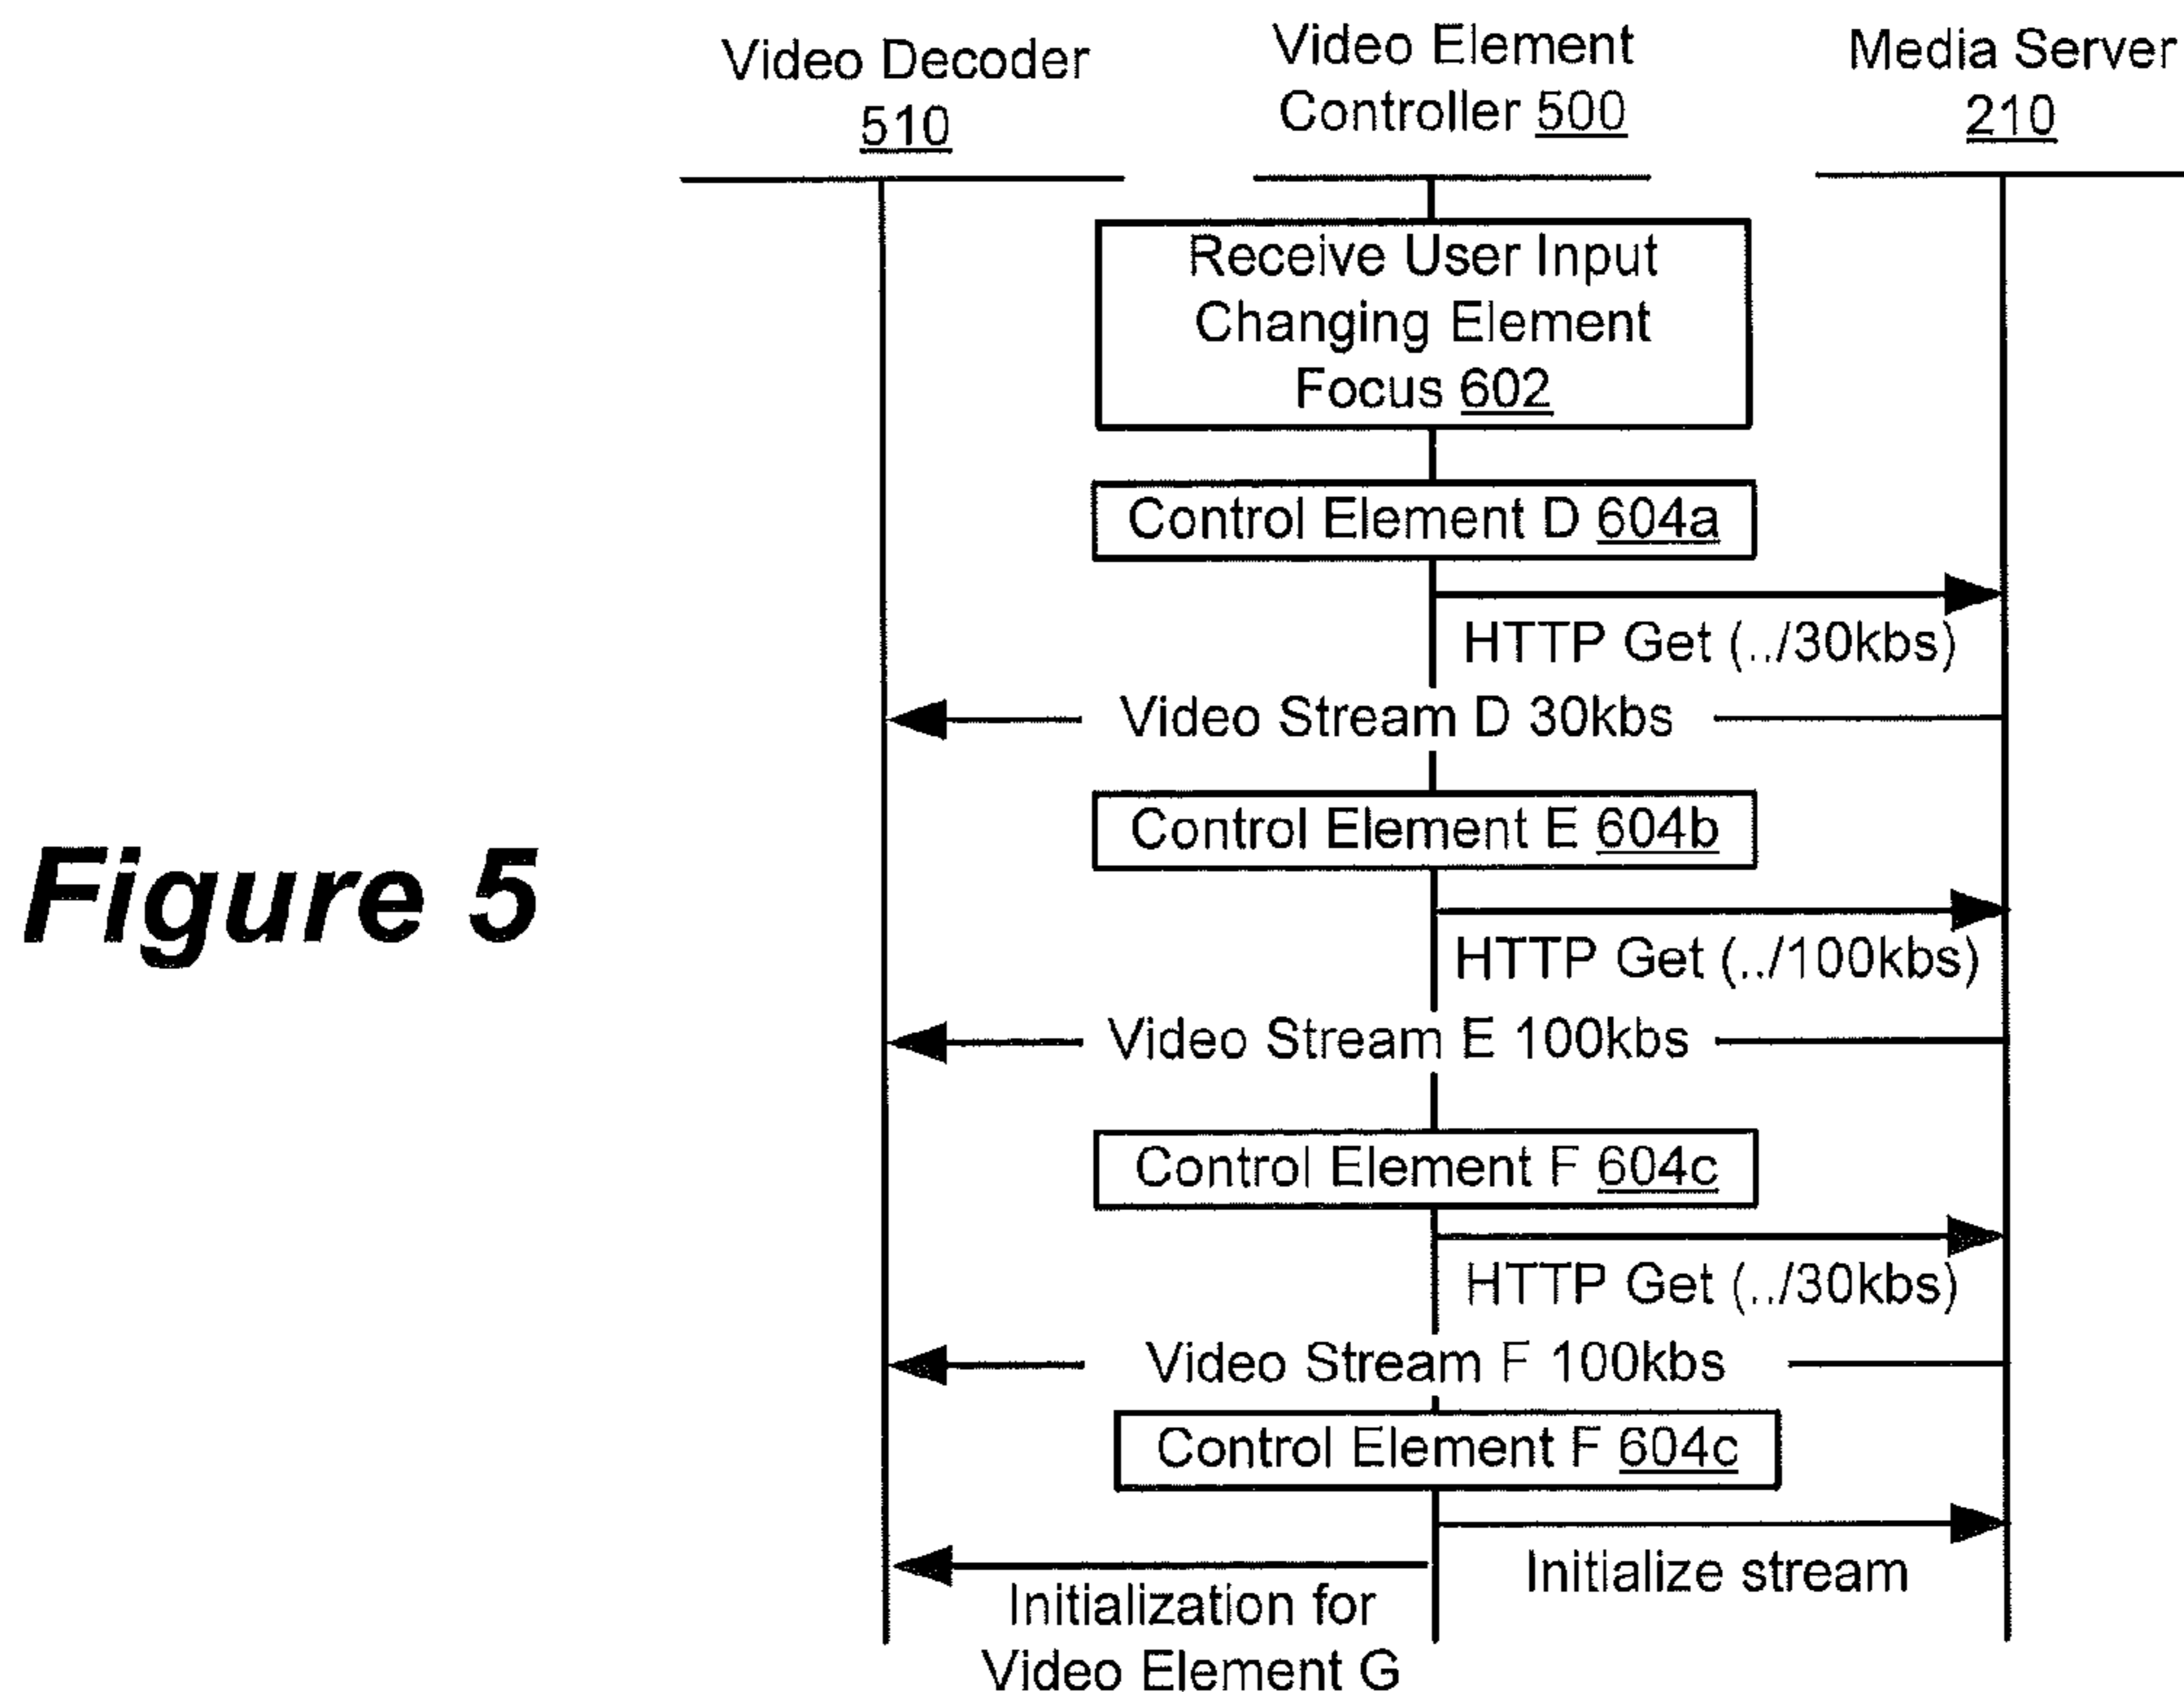 Video Decoder
510
Video Element
Controller 500
Media Server
210
Receive User Input
Changing Element
Focus 602
Control Element D 604a
HTTP Get (../30kbs)
Video Stream D 30kbs
Control Element E 604b
HTTP Get (../100kbs)
Video Stream E 100kbs
Control Element F 604c
HTTP Get (../30kbs)
Video Stream F 100kbs
Control Element F 604c
Initialize stream
Initialization for
Video Element G
Figure 5